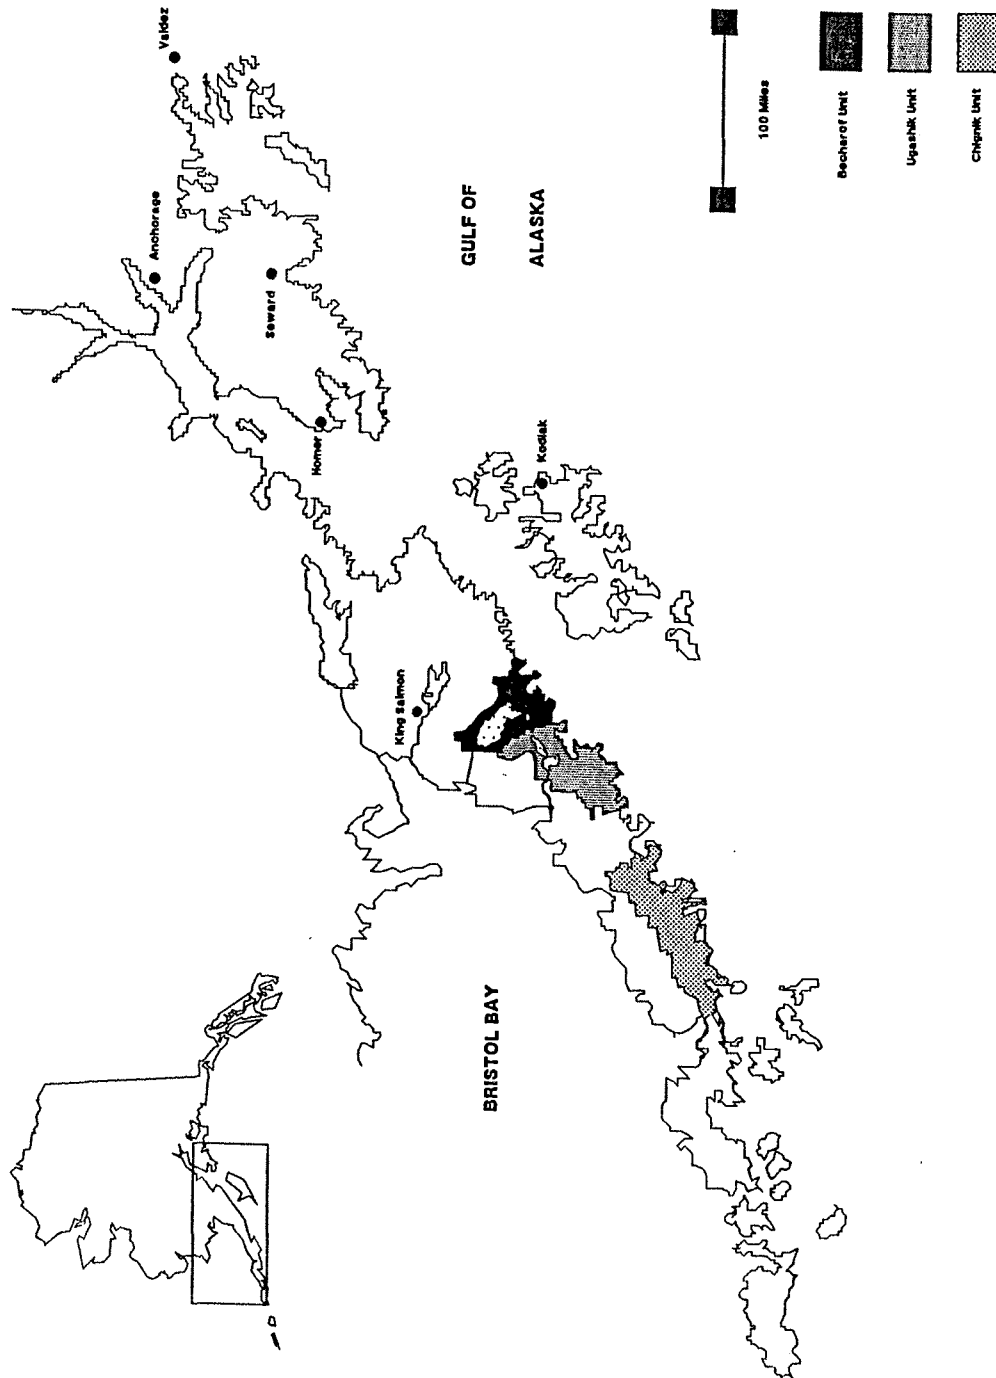 Valdez
Anchorage
Seward
Homer
GULF OF
ALASKA
Kodiak
King Salmon
BRISTOL BAY
100 Miles
Becharof Unit
Ugashik Unit
Chignik Unit